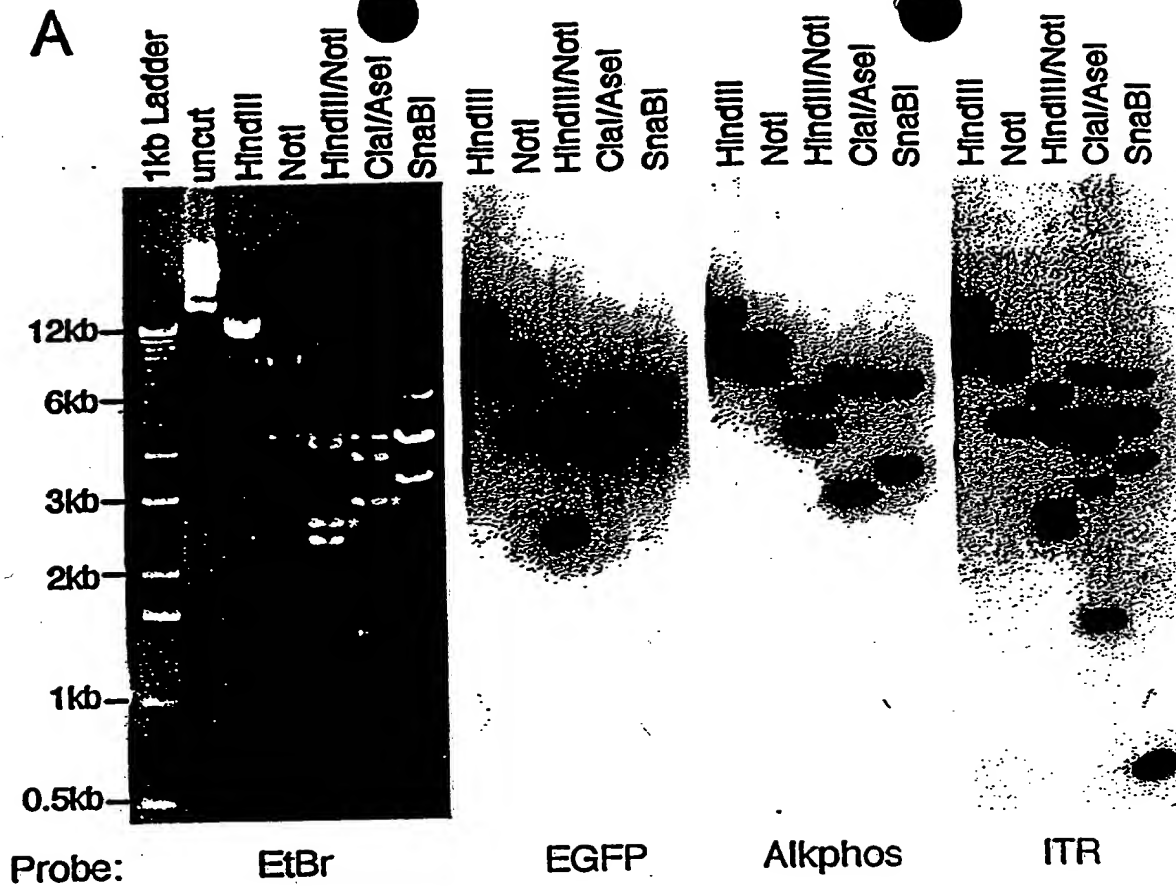 A
1kb Ladder
uncut
HindIII
NotI
HindIII/NotI
ClaI/AseI
SnaBI
HindIII
NotI
HindIII/NotI
ClaI/AseI
SnaBI
HindIII
NotI
HindIII/NotI
ClaI/AseI
SnaBI
HindIII
NotI
HindIII/NotI
ClaI/AseI
SnaBI
12kb
6kb
3kb
2kb
1kb
0.5kb
* *
Probe: EtBr EGFP Alkphos ITR